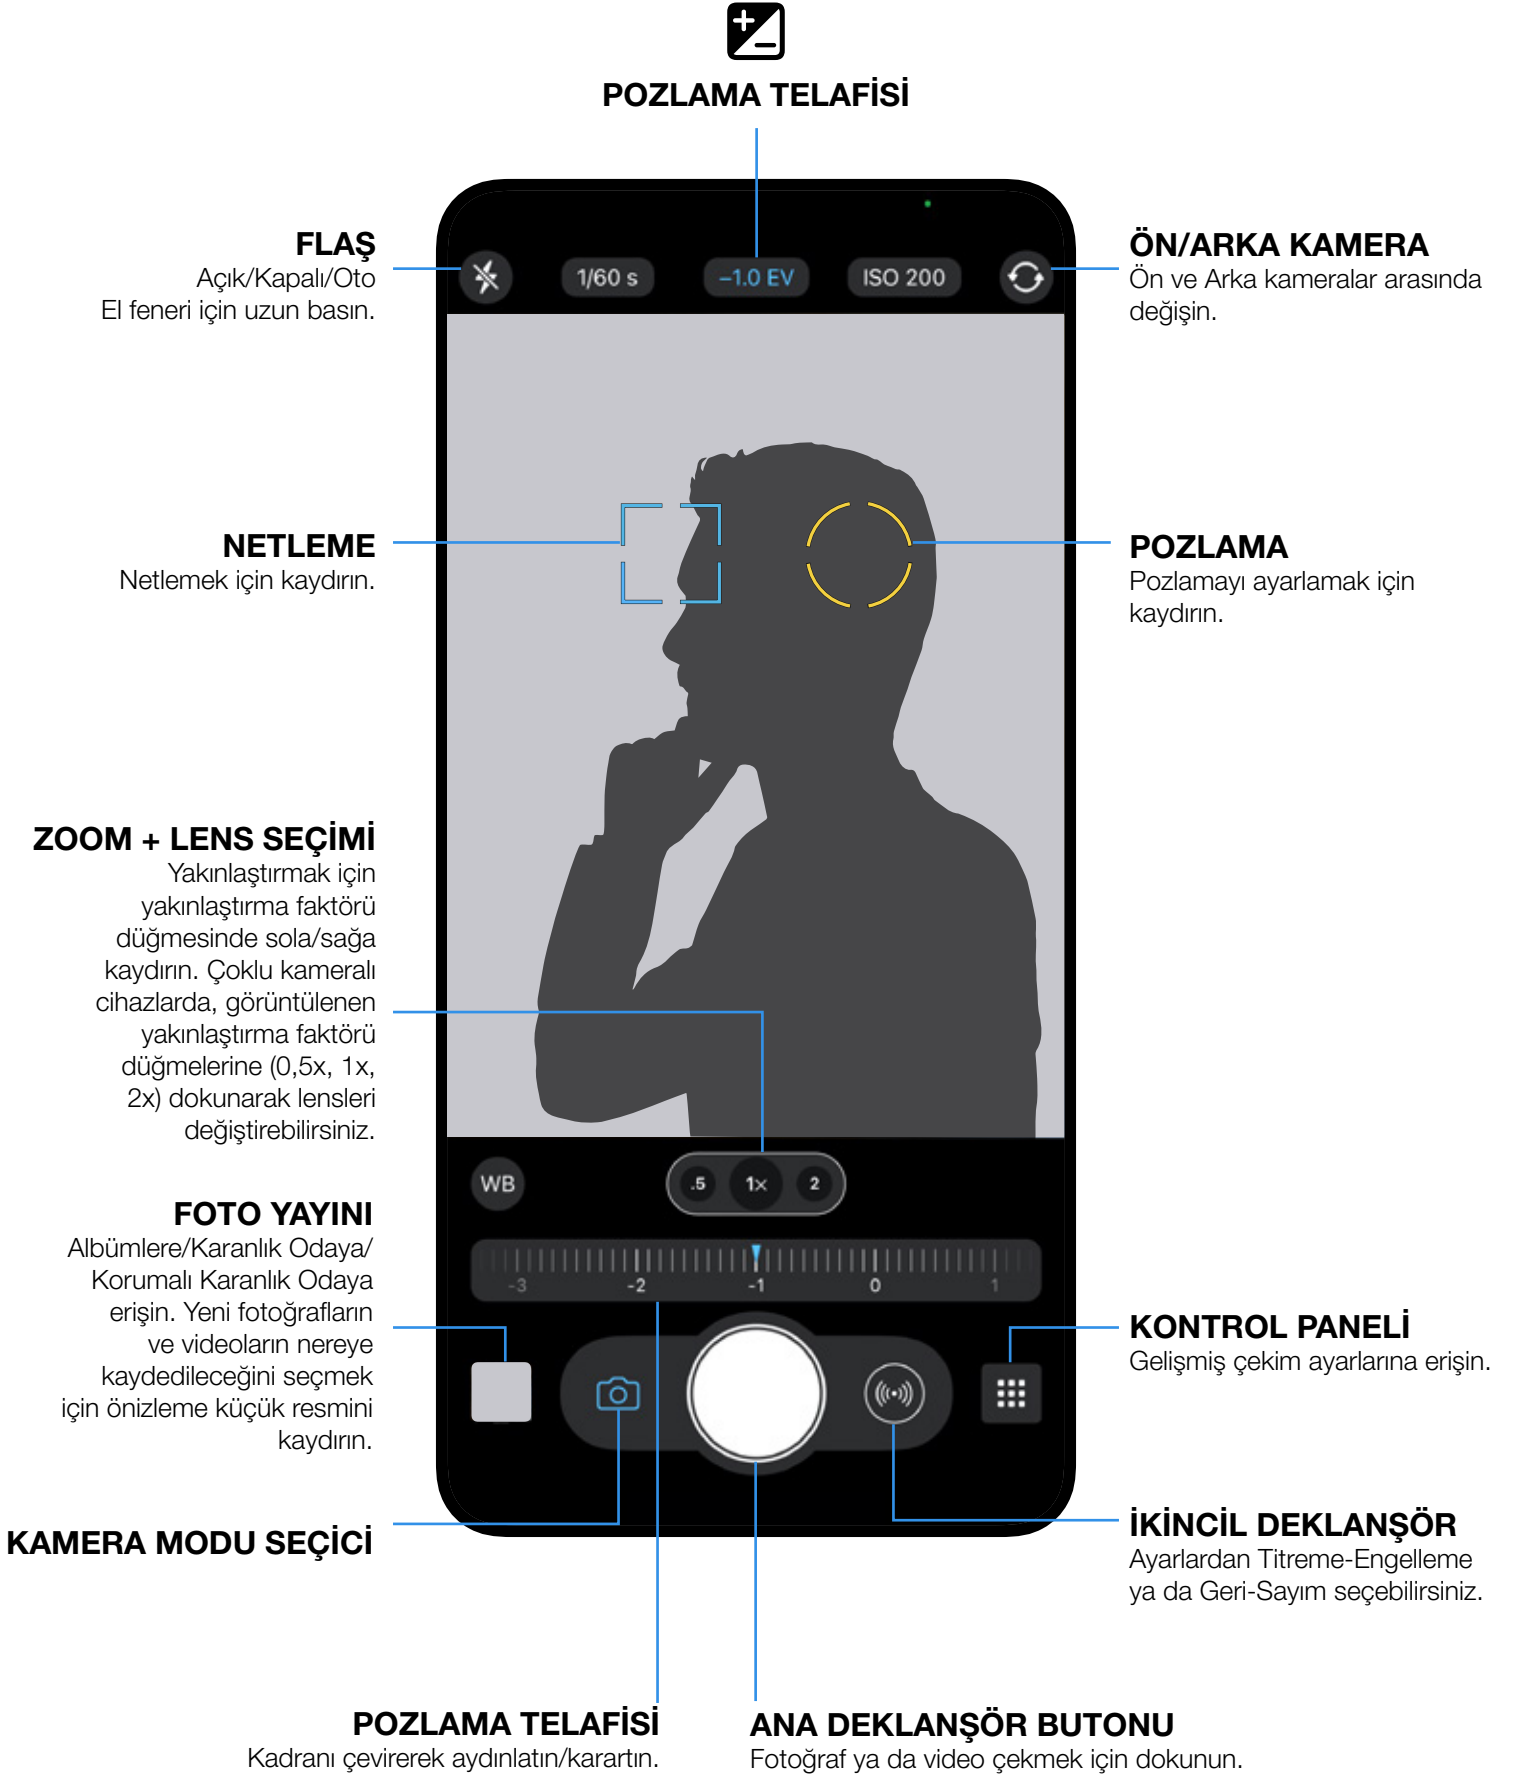 POZLAMA TELAFİSİ
FLAŞ
Açık/Kapalı/Oto
El feneri için uzun basın.
1/60 s
−1.0 EV
ISO 200
ÖN/ARKA KAMERA
Ön ve Arka kameralar arasında
değişin.
NETLEME
Netlemek için kaydırın.
POZLAMA
Pozlamayı ayarlamak için
kaydırın.
ZOOM + LENS SEÇİMİ
Yakınlaştırmak için
yakınlaştırma faktörü
düğmesinde sola/sağa
kaydırın. Çoklu kameralı
cihazlarda, görüntülenen
yakınlaştırma faktörü
düğmelerine (0,5x, 1x,
2x) dokunarak lensleri
değiştirebilirsiniz.
WB
.5 1× 2
-3 -2 -1 0 1
FOTO YAYINI
Albümlere/Karanlık Odaya/
Korumalı Karanlık Odaya
erişin. Yeni fotoğrafların
ve videoların nereye
kaydedileceğini seçmek
için önizleme küçük resmini
kaydırın.
KONTROL PANELİ
Gelişmiş çekim ayarlarına erişin.
KAMERA MODU SEÇİCİ
İKİNCİL DEKLANŞÖR
Ayarlardan Titreme-Engelleme
ya da Geri-Sayım seçebilirsiniz.
POZLAMA TELAFİSİ
Kadranı çevirerek aydınlatın/karartın.
ANA DEKLANŞÖR BUTONU
Fotoğraf ya da video çekmek için dokunun.